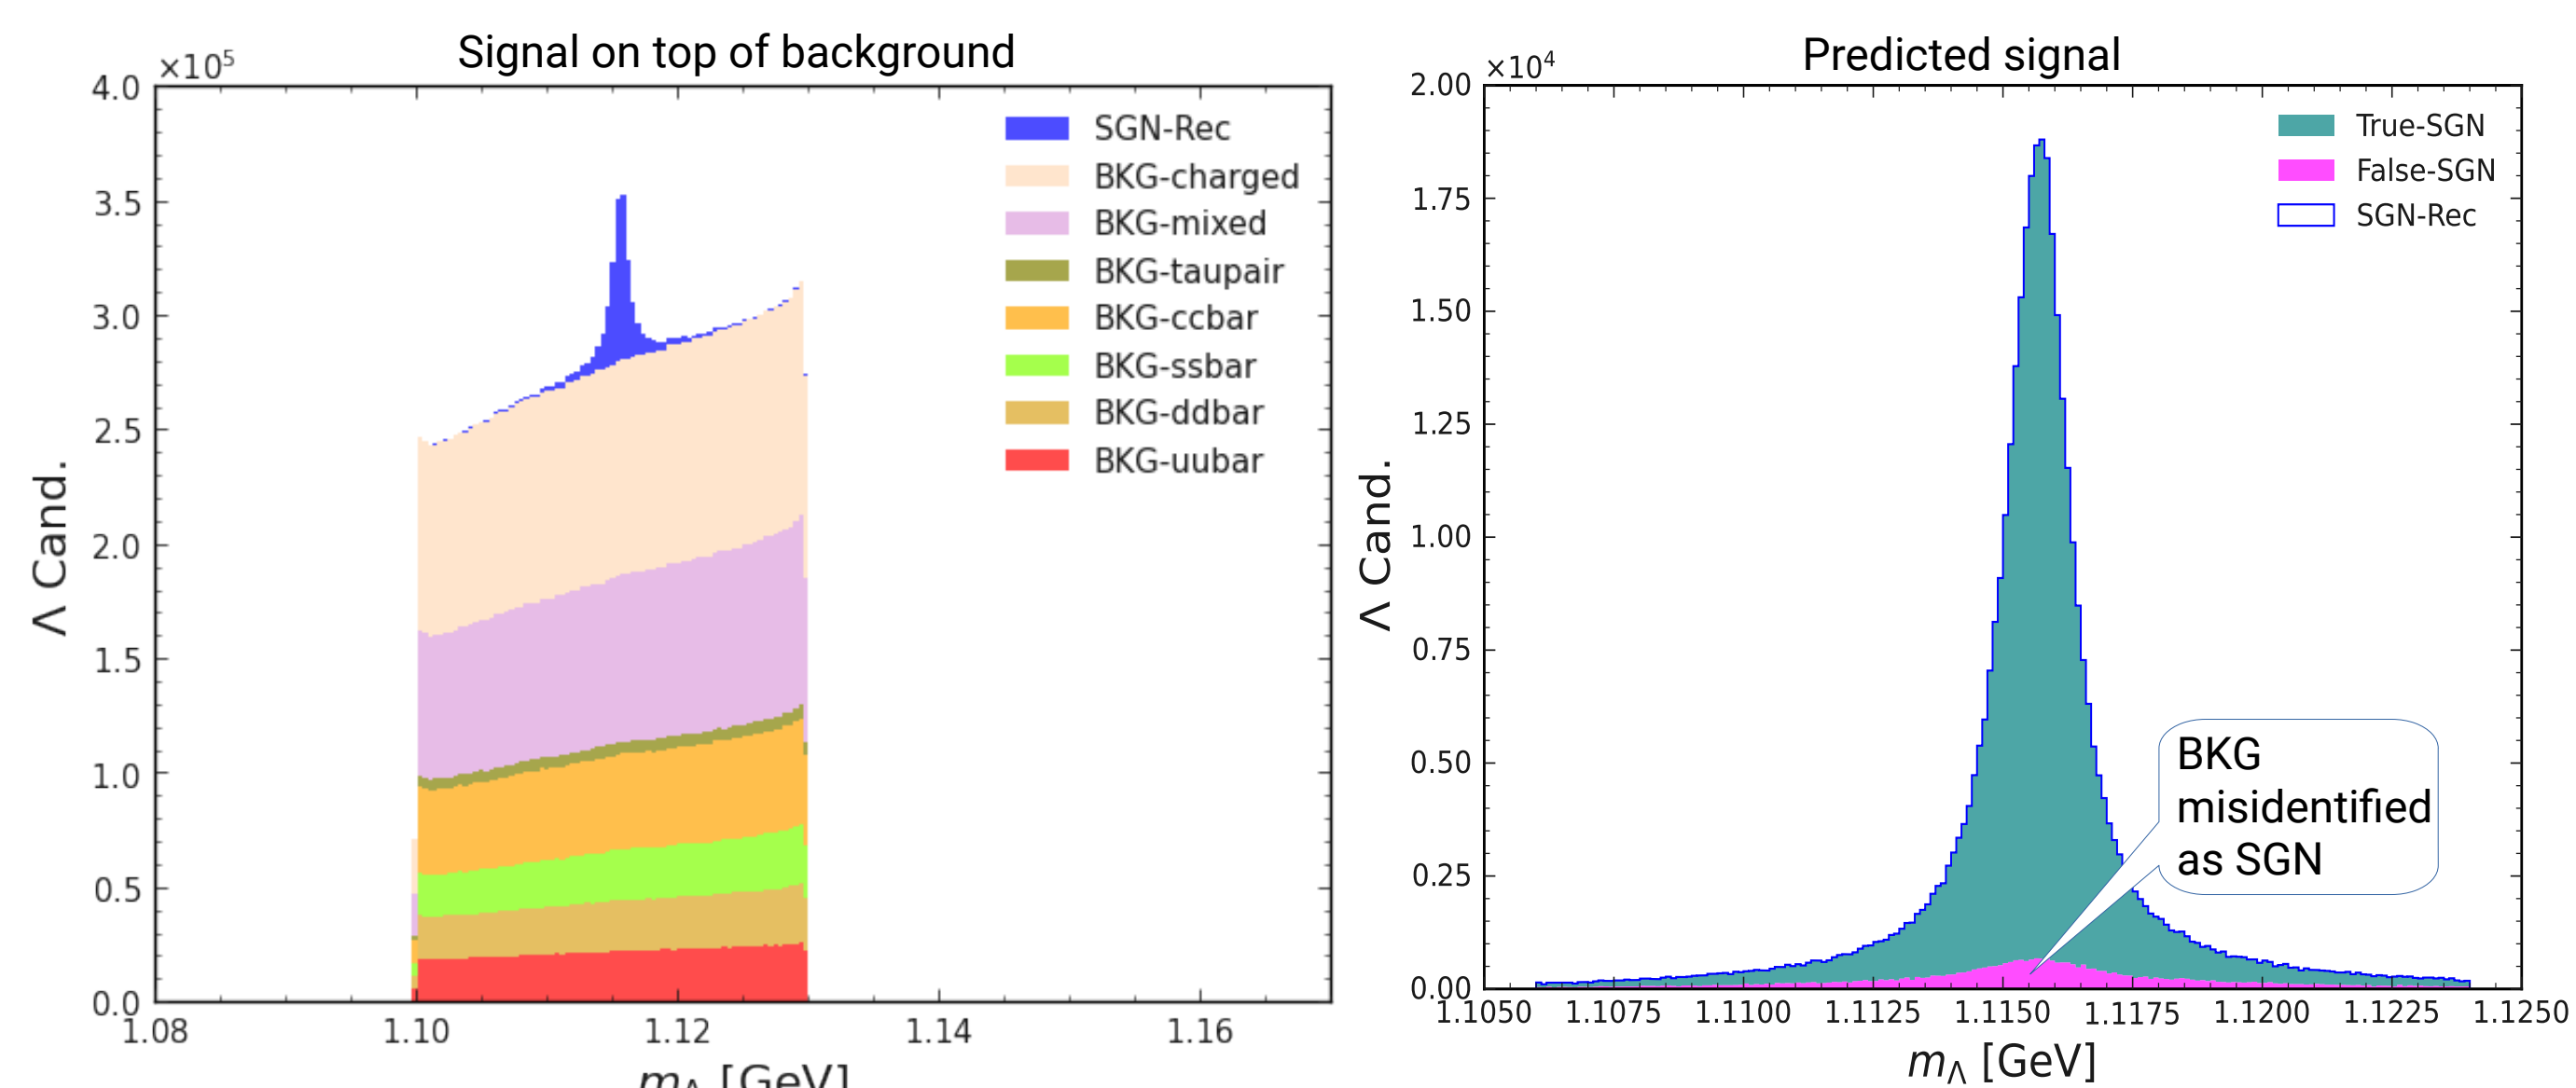 Signal on top of background
×10⁵
4.0
3.5
3.0
2.5
2.0
1.5
1.0
0.5
0.0
Λ Cand.
SGN-Rec
BKG-charged
BKG-mixed
BKG-taupair
BKG-ccbar
BKG-ssbar
BKG-ddbar
BKG-uubar
1.08 1.10 1.12 1.14 1.16
m_Λ [GeV]
Predicted signal
×10⁴
2.00
1.75
1.50
1.25
1.00
0.75
0.50
0.25
0.00
Λ Cand.
True-SGN
False-SGN
SGN-Rec
BKG
misidentified
as SGN
1.1050 1.1075 1.1100 1.1125 1.1150 1.1175 1.1200 1.1225 1.1250
m_Λ [GeV]